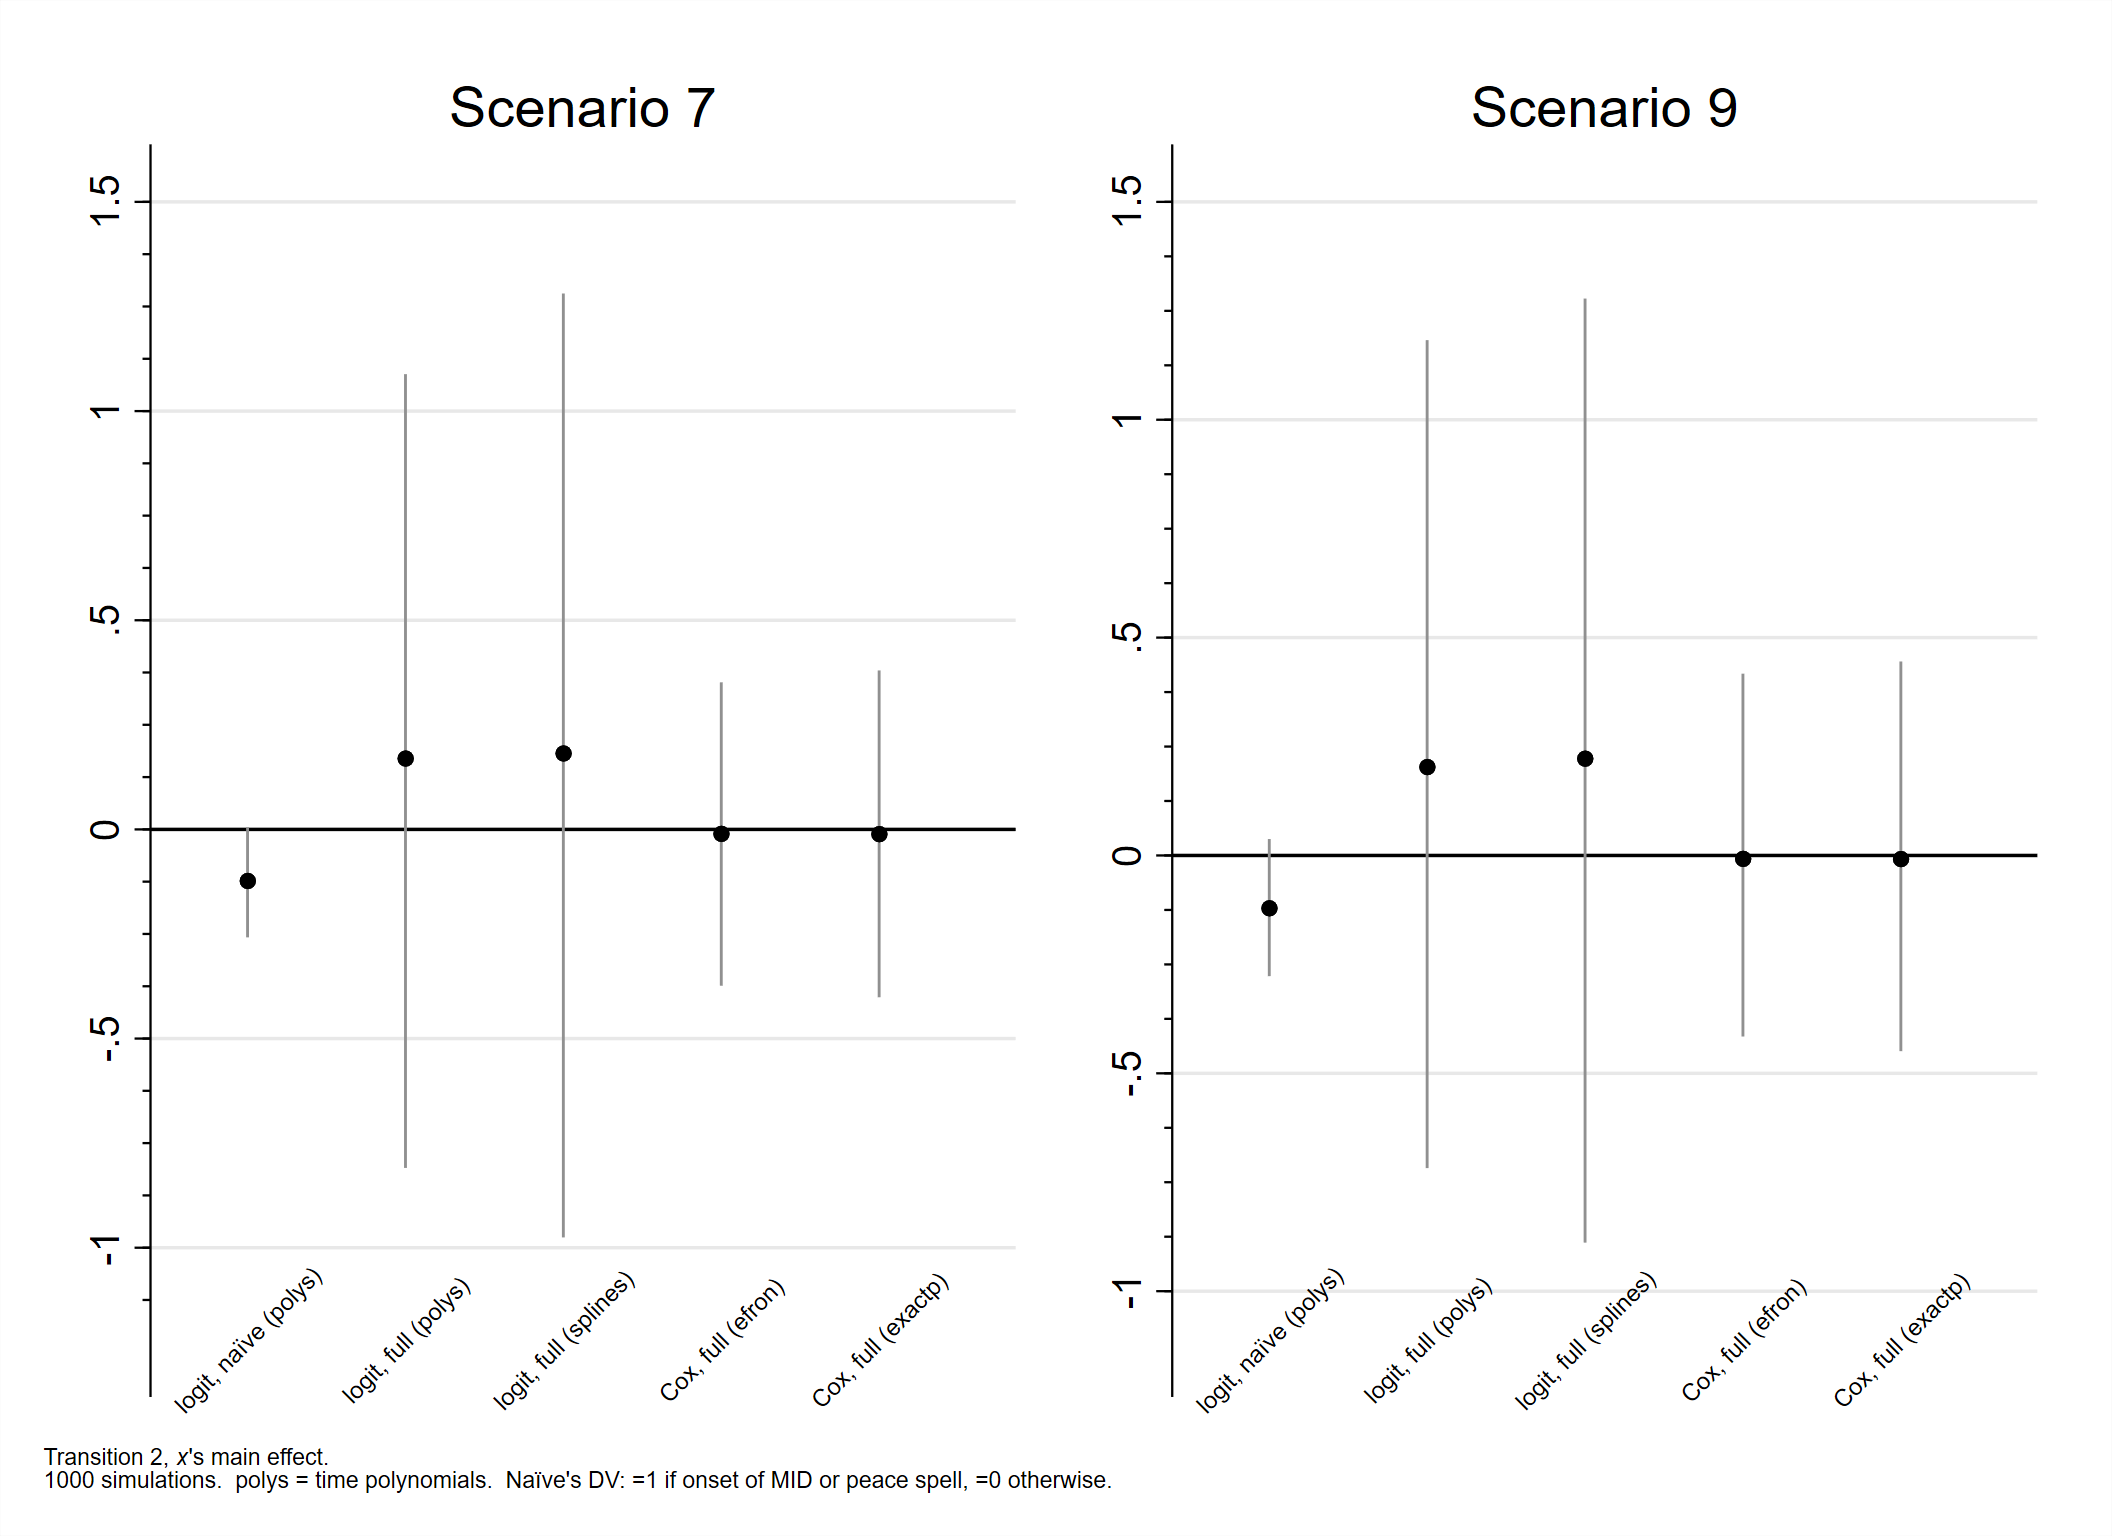 Scenario 7
1.5
1
.5
0
-.5
-1
logit, naïve (polys)
logit, full (polys)
logit, full (splines)
Cox, full (efron)
Cox, full (exactp)
Scenario 9
1.5
1
.5
0
-.5
-1
logit, naïve (polys)
logit, full (polys)
logit, full (splines)
Cox, full (efron)
Cox, full (exactp)
Transition 2, x's main effect.
1000 simulations.  polys = time polynomials.  Naïve's DV: =1 if onset of MID or peace spell, =0 otherwise.